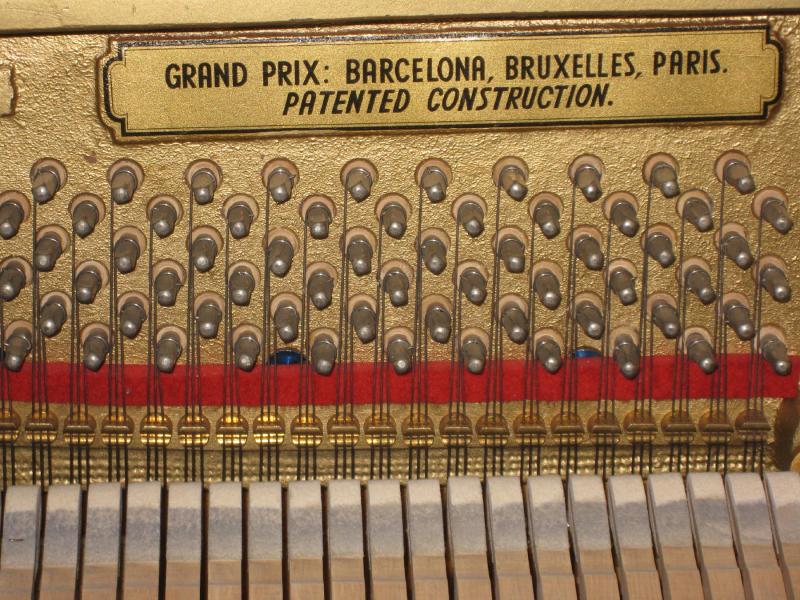 GRAND PRIX: BARCELONA, BRUXELLES, PARIS.
PATENTED CONSTRUCTION.